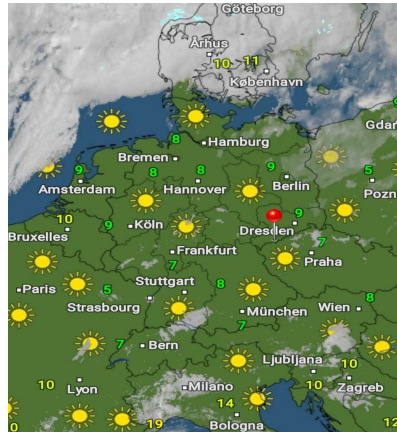 Göteborg
Århus
10 11
København
Gdań
8
Hamburg
Bremen
9 8 8 9 5
Amsterdam Hannover Berlin Pozn
10
Bruxelles 9 Köln Dresden 9
Frankfurt 7
Praha
7
Paris 5 Stuttgart 8
Strasbourg
München Wien 8
7
7 Bern
Ljubljana
10
10 Lyon Milano 10 Zagreb
14
0 19 Bologna 12